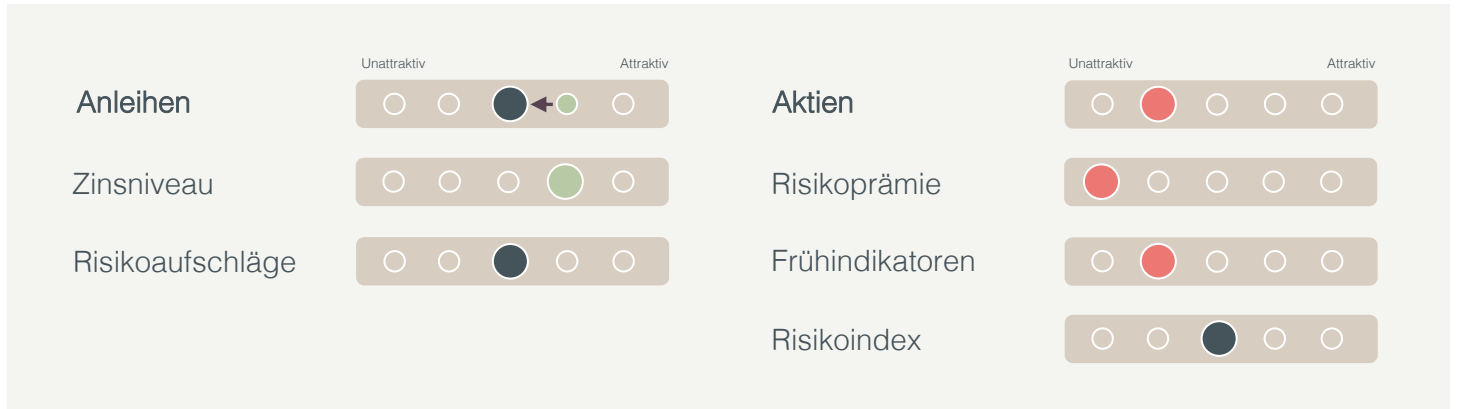 Unattraktiv Attraktiv
Anleihen
Zinsniveau
Risikoaufschläge
Unattraktiv Attraktiv
Aktien
Risikoprämie
Frühindikatoren
Risikoindex